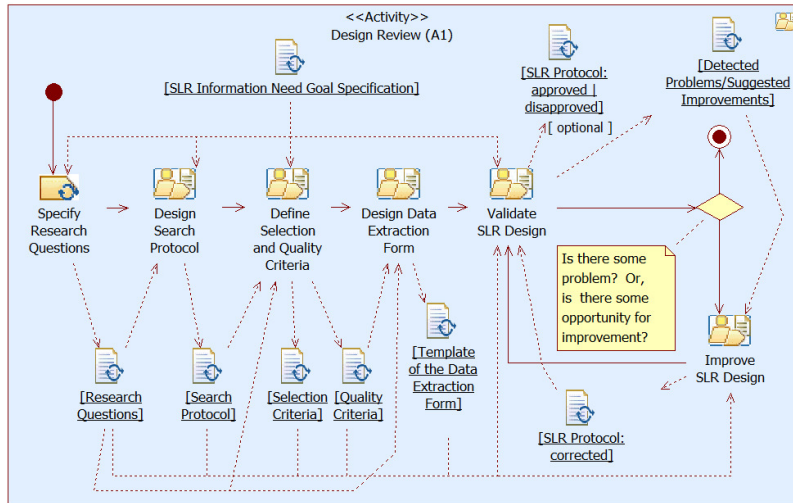 <<Activity>>
Design Review (A1)
[SLR Information Need Goal Specification]
[SLR Protocol:
approved |
disapproved]
[ optional ]
[Detected
Problems/Suggested
Improvements]
Specify
Research
Questions
Design
Search
Protocol
Define
Selection
and Quality
Criteria
Design Data
Extraction
Form
Validate
SLR Design
Is there some
problem? Or,
is there some
opportunity for
improvement?
Improve
SLR Design
[Research
Questions]
[Search
Protocol]
[Selection
Criteria]
[Quality
Criteria]
[Template
of the Data
Extraction
Form]
[SLR Protocol:
corrected]